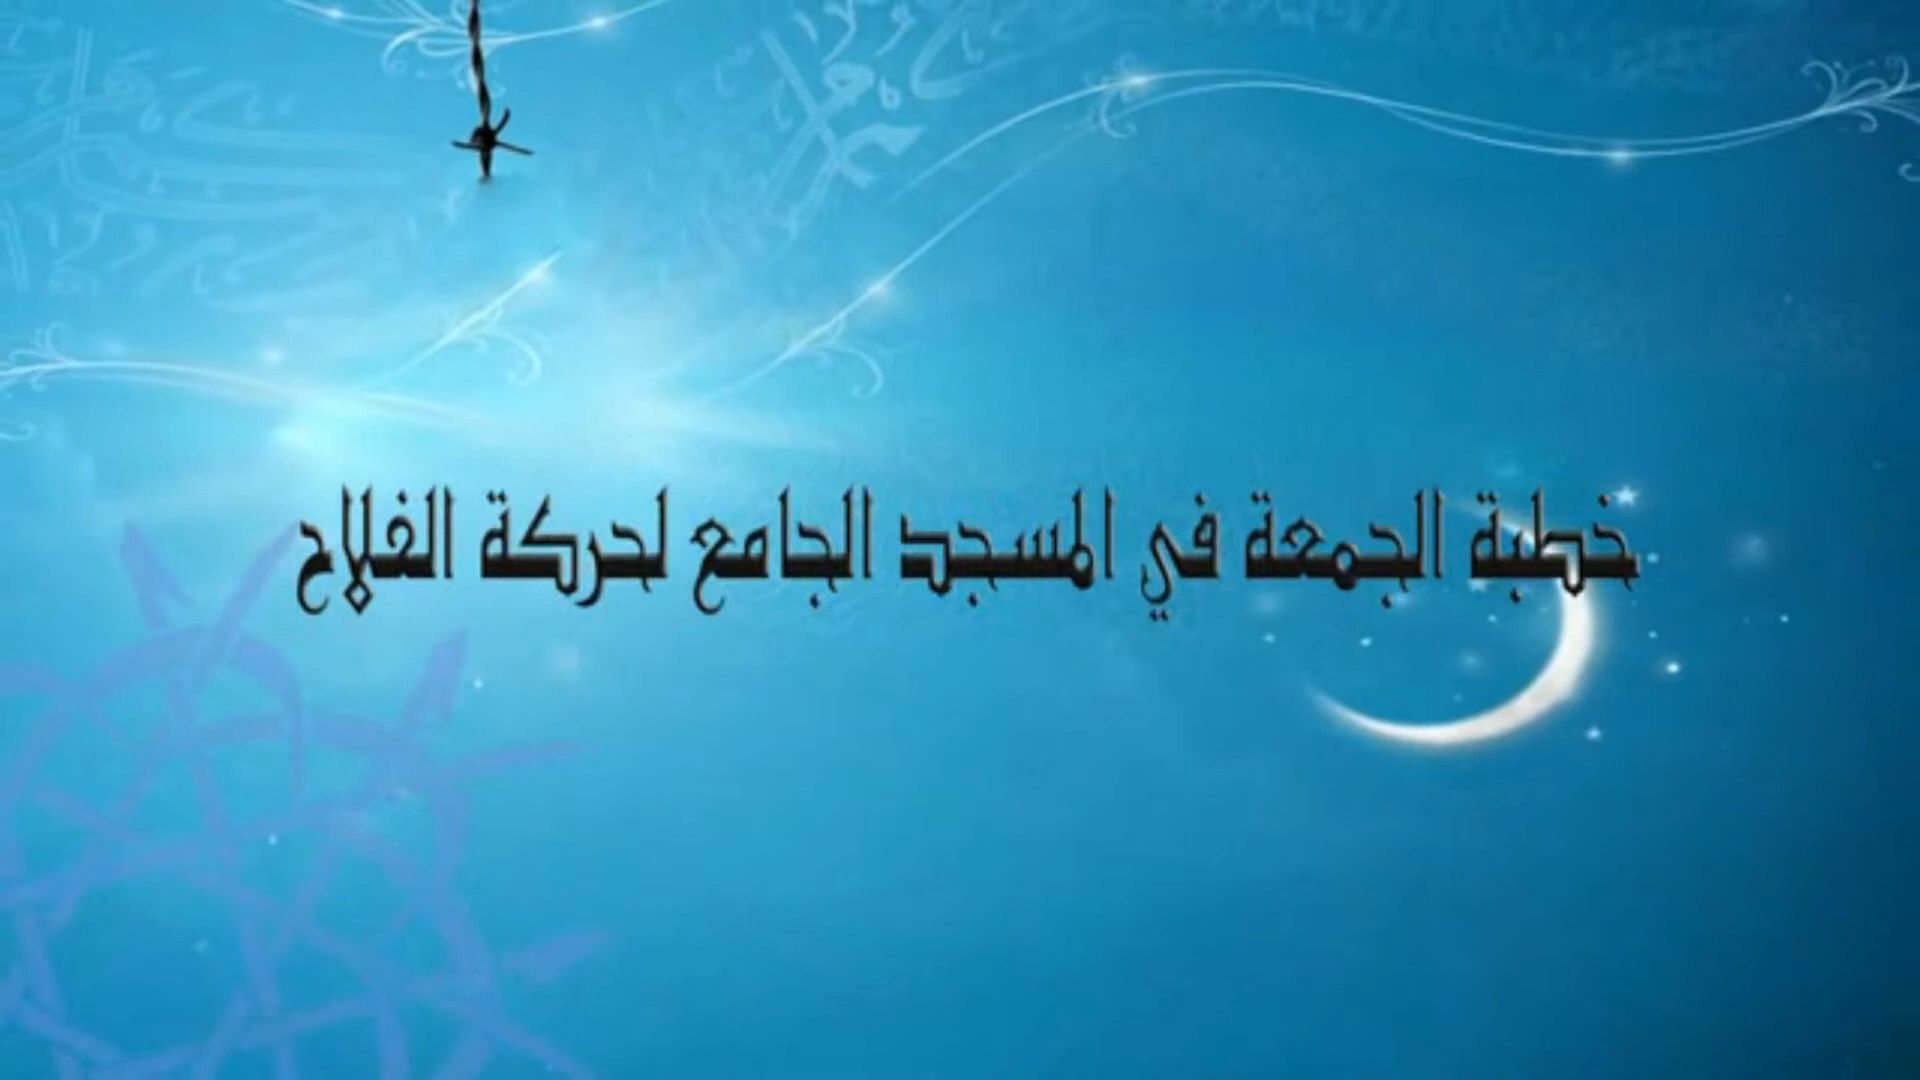 خطبة الجمعة في المسجد الجامع لحركة الفلاح